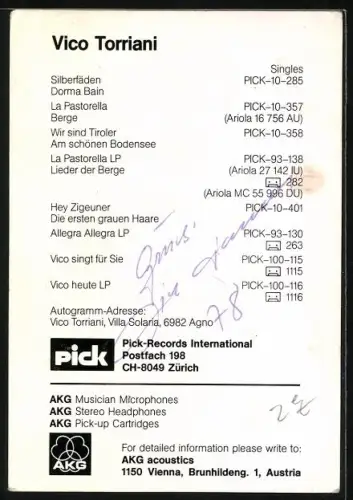 Vico Torriani
Singles
Silberfäden PICK-10-285
Dorma Bain
La Pastorella PICK-10-357
Berge (Ariola 16 756 AU)
Wir sind Tiroler PICK-10-358
Am schönen Bodensee
La Pastorella LP PICK-93-138
Lieder der Berge (Ariola 27 142 IU)
282
(Ariola MC 55 996 DU)
Hey Zigeuner PICK-10-401
Die ersten grauen Haare
Allegra Allegra LP PICK-93-130
263
Vico singt für Sie PICK-100-115
1115
Vico heute LP PICK-100-116
1116
78
Autogramm-Adresse:
Vico Torriani, Villa Solaria, 6982 Agno
pick Pick-Records International
Postfach 198
CH-8049 Zürich
AKG Musician Microphones
AKG Stereo Headphones
AKG Pick-up Cartridges
AKG
For detailed information please write to:
AKG acoustics
1150 Vienna, Brunhildeng. 1, Austria